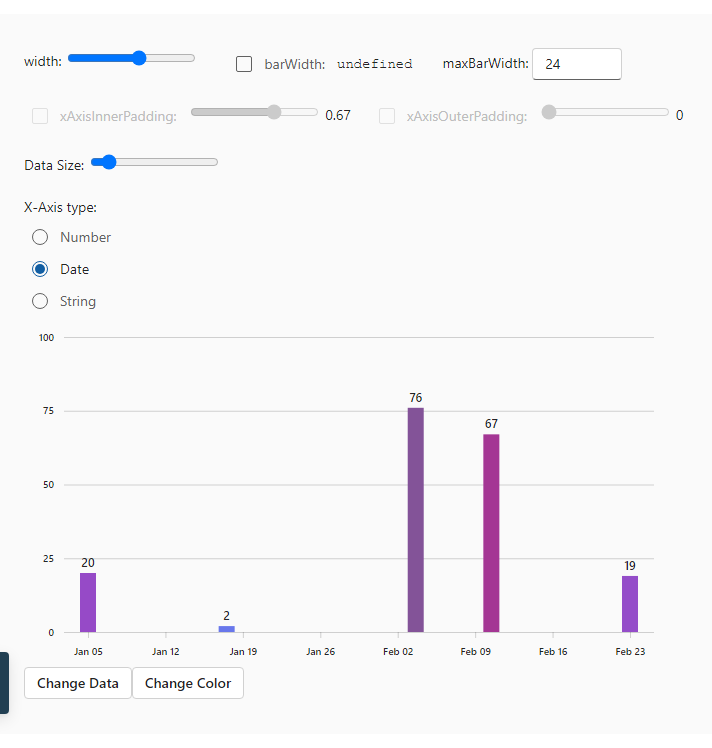 width: barWidth: undefined maxBarWidth: 24
xAxisInnerPadding: 0.67 xAxisOuterPadding: 0
Data Size:
X-Axis type:
Number
Date
String
100
76
75
67
50
25
20
19
2
0
Jan 05 Jan 12 Jan 19 Jan 26 Feb 02 Feb 09 Feb 16 Feb 23
Change Data Change Color